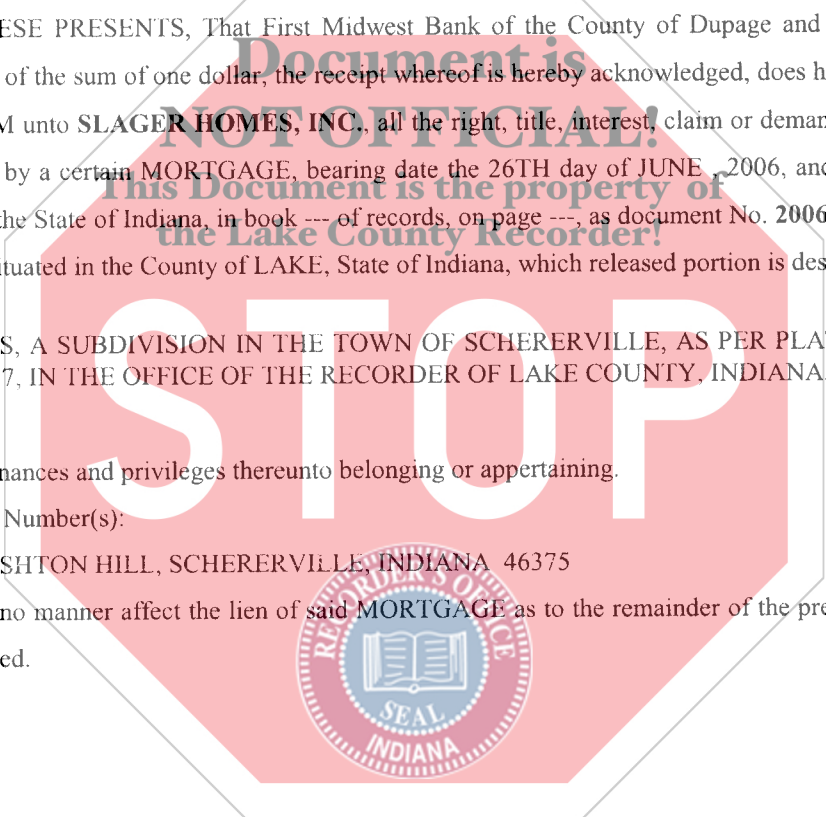 ESE PRESENTS, That First Midwest Bank of the County of Dupage and
Document is
of the sum of one dollar, the receipt whereof is hereby acknowledged, does h
NOT OFFICIAL!
M unto SLAGER HOMES, INC., all the right, title, interest, claim or deman
by a certain MORTGAGE, bearing date the 26TH day of JUNE , 2006, and
This Document is the property of
the State of Indiana, in book --- of records, on page ---, as document No. 2006
the Lake County Recorder!
ituated in the County of LAKE, State of Indiana, which released portion is des
STOP
S, A SUBDIVISION IN THE TOWN OF SCHERERVILLE, AS PER PLA
7, IN THE OFFICE OF THE RECORDER OF LAKE COUNTY, INDIANA.
nances and privileges thereunto belonging or appertaining.
Number(s):
SHTON HILL, SCHERERVILLE, INDIANA 46375
no manner affect the lien of said MORTGAGE as to the remainder of the pre
ed.
RECORDER'S OFFICE
SEAL
INDIANA